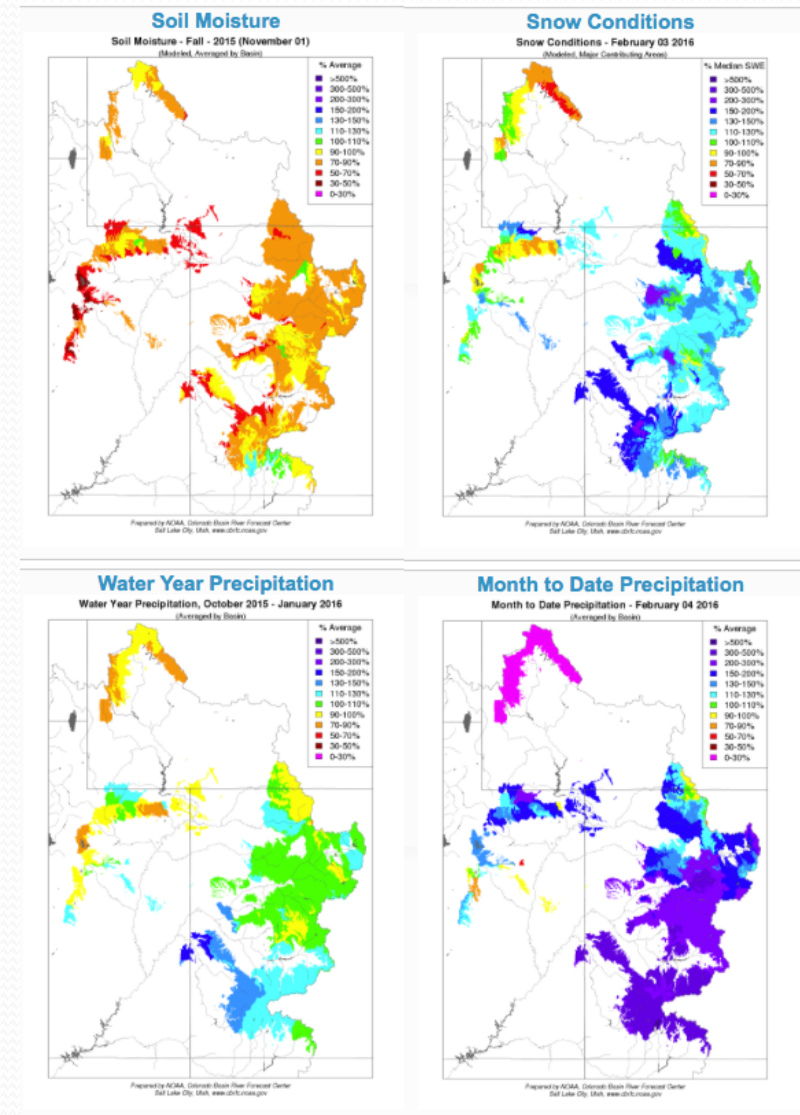 Soil Moisture
Soil Moisture - Fall - 2015 (November 01)
(Modeled, Averaged by Basin)
% Average
>500%
300-500%
200-300%
150-200%
130-150%
110-130%
100-110%
90-100%
70-90%
50-70%
30-50%
0-30%
Prepared by NOAA, Colorado Basin River Forecast Center
Salt Lake City, Utah, www.cbrfc.noaa.gov
Snow Conditions
Snow Conditions - February 03 2016
(Modeled, Major Contributing Areas)
% Median SWE
>500%
300-500%
200-300%
150-200%
130-150%
110-130%
100-110%
90-100%
70-90%
50-70%
30-50%
0-30%
Prepared by NOAA, Colorado Basin River Forecast Center
Salt Lake City, Utah, www.cbrfc.noaa.gov
Water Year Precipitation
Water Year Precipitation, October 2015 - January 2016
(Averaged by Basin)
% Average
>500%
300-500%
200-300%
150-200%
130-150%
110-130%
100-110%
90-100%
70-90%
50-70%
30-50%
0-30%
Prepared by NOAA, Colorado Basin River Forecast Center
Salt Lake City, Utah, www.cbrfc.noaa.gov
Month to Date Precipitation
Month to Date Precipitation - February 04 2016
(Averaged by Basin)
% Average
>500%
300-500%
200-300%
150-200%
130-150%
110-130%
100-110%
90-100%
70-90%
50-70%
30-50%
0-30%
Prepared by NOAA, Colorado Basin River Forecast Center
Salt Lake City, Utah, www.cbrfc.noaa.gov